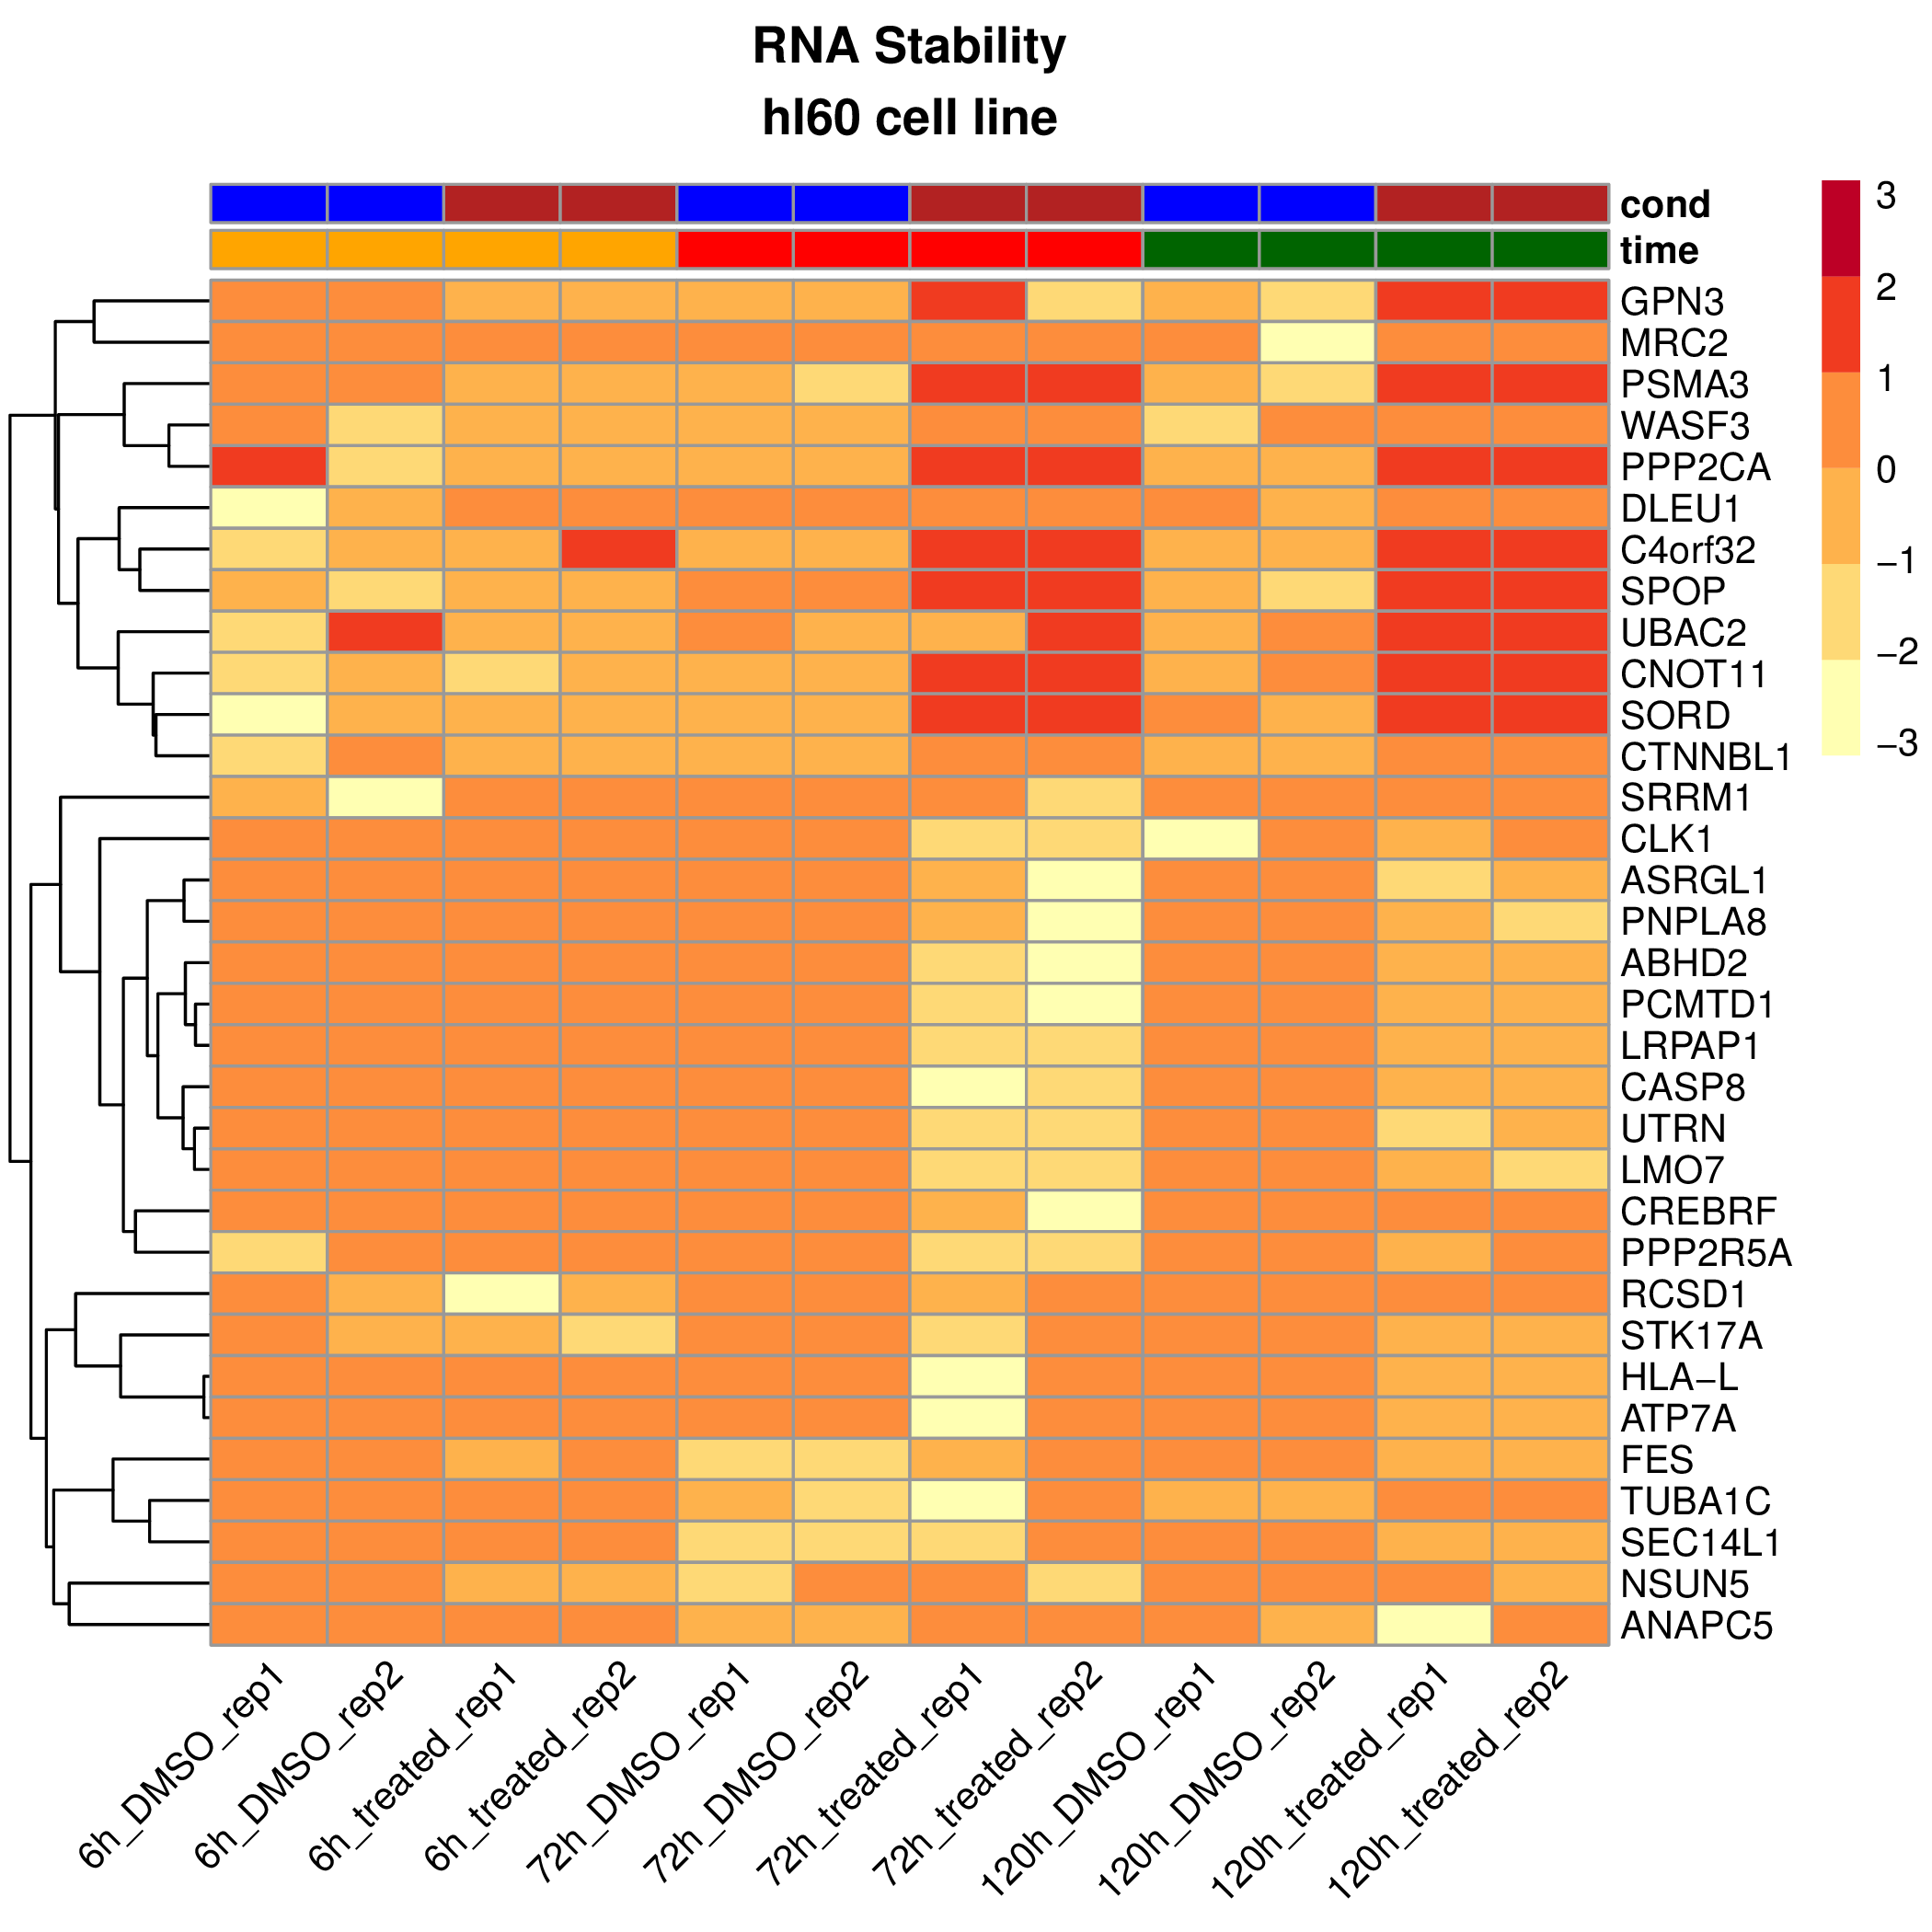 RNA Stability
hl60 cell line
cond
time
3
2
1
0
−1
−2
−3
GPN3
MRC2
PSMA3
WASF3
PPP2CA
DLEU1
C4orf32
SPOP
UBAC2
CNOT11
SORD
CTNNBL1
SRRM1
CLK1
ASRGL1
PNPLA8
ABHD2
PCMTD1
LRPAP1
CASP8
UTRN
LMO7
CREBRF
PPP2R5A
RCSD1
STK17A
HLA−L
ATP7A
FES
TUBA1C
SEC14L1
NSUN5
ANAPC5
6h_DMSO_rep1
6h_DMSO_rep2
6h_treated_rep1
6h_treated_rep2
72h_DMSO_rep1
72h_DMSO_rep2
72h_treated_rep1
72h_treated_rep2
120h_DMSO_rep1
120h_DMSO_rep2
120h_treated_rep1
120h_treated_rep2